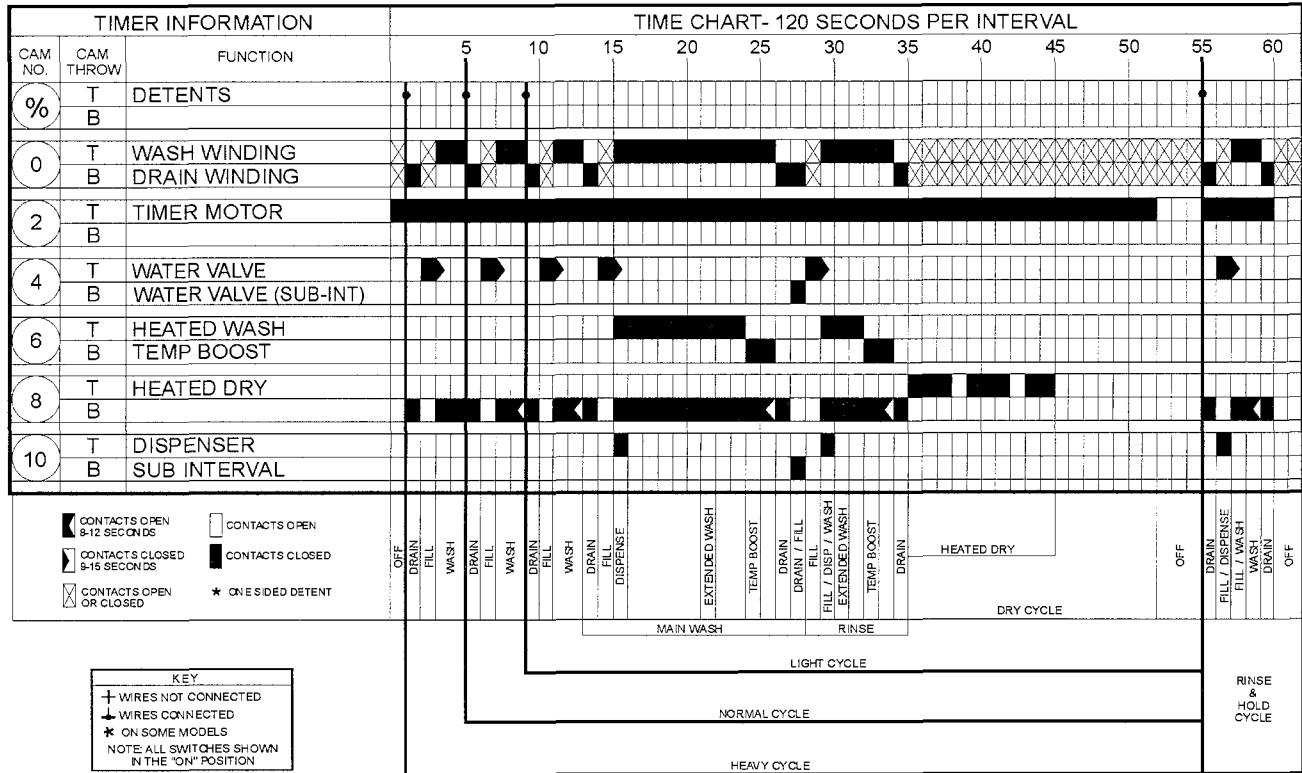 TIMER INFORMATION
TIME CHART- 120 SECONDS PER INTERVAL
CAM NO.
CAM THROW
FUNCTION
5 10 15 20 25 30 35 40 45 50 55 60
% T DETENTS
B
0 T WASH WINDING
B DRAIN WINDING
2 T TIMER MOTOR
B
4 T WATER VALVE
B WATER VALVE (SUB-INT)
6 T HEATED WASH
B TEMP BOOST
8 T HEATED DRY
B
10 T DISPENSER
B SUB INTERVAL
CONTACTS OPEN
8-12 SECONDS
CONTACTS OPEN
CONTACTS CLOSED
9-15 SECONDS
CONTACTS CLOSED
CONTACTS OPEN
OR CLOSED
★ ONE SIDED DETENT
OFF
DRAIN
FILL
WASH
DRAIN
FILL
WASH
DRAIN
FILL
WASH
DRAIN
FILL
DISPENSE
EXTENDED WASH
TEMP BOOST
DRAIN
DRAIN / FILL
FILL
FILL / DISP / WASH
EXTENDED WASH
TEMP BOOST
DRAIN
HEATED DRY
DRY CYCLE
OFF
DRAIN
FILL / DISPENSE
FILL / WASH
WASH
DRAIN
OFF
MAIN WASH
RINSE
LIGHT CYCLE
NORMAL CYCLE
HEAVY CYCLE
RINSE
&
HOLD
CYCLE
KEY
WIRES NOT CONNECTED
WIRES CONNECTED
* ON SOME MODELS
NOTE: ALL SWITCHES SHOWN
IN THE "ON" POSITION